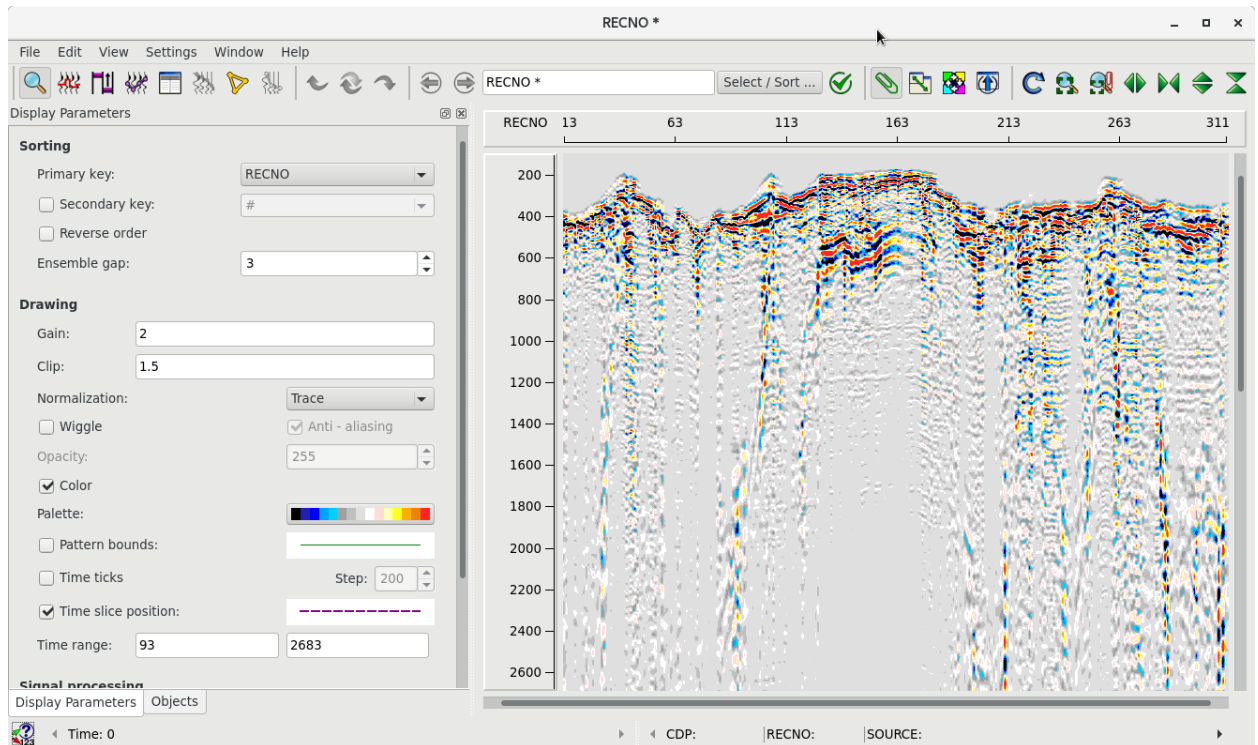 RECNO *
File Edit View Settings Window Help
RECNO * Select / Sort ...
Display Parameters
Sorting
Primary key: RECNO
Secondary key: #
Reverse order
Ensemble gap: 3
Drawing
Gain: 2
Clip: 1.5
Normalization: Trace
Wiggle Anti - aliasing
Opacity: 255
Color
Palette:
Pattern bounds:
Time ticks Step: 200
Time slice position:
Time range: 93 2683
Signal processing
Display Parameters Objects
RECNO 13 63 113 163 213 263 311
200
400
600
800
1000
1200
1400
1600
1800
2000
2200
2400
2600
?
123
Time: 0 CDP: RECNO: SOURCE: